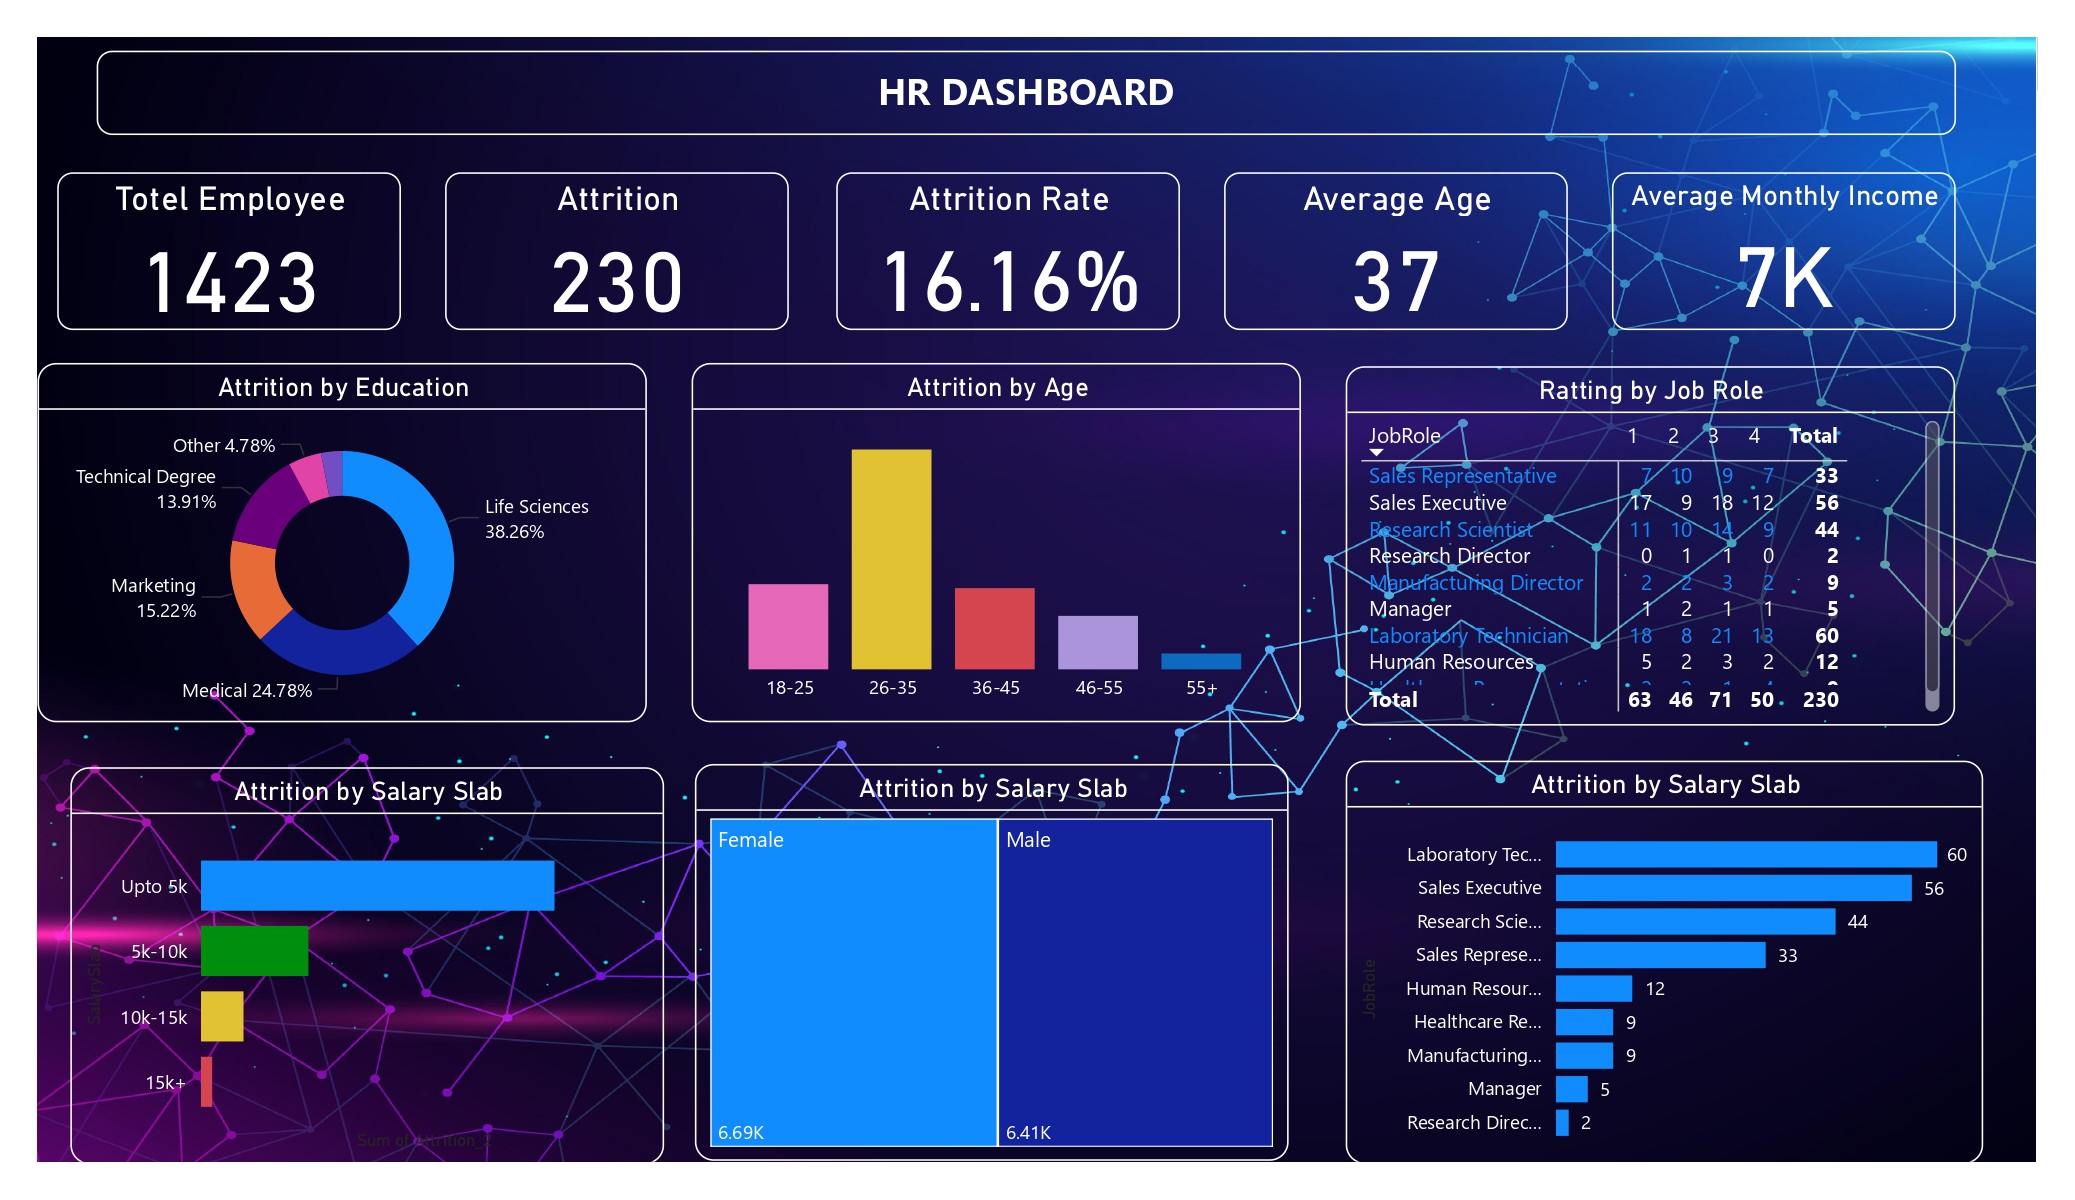 HR DASHBOARD
Totel Employee
1423
Attrition
230
Attrition Rate
16.16%
Average Age
37
Average Monthly Income
7K
Attrition by Education
Other 4.78%
Technical Degree
13.91%
Life Sciences
38.26%
Marketing
15.22%
Medical 24.78%
Attrition by Age
18-25 26-35 36-45 46-55 55+
Ratting by Job Role
JobRole 1 2 3 4 Total
Sales Representative 7 10 9 7 33
Sales Executive 17 9 18 12 56
Research Scientist 11 10 14 9 44
Research Director 0 1 1 0 2
Manufacturing Director 2 2 3 2 9
Manager 1 2 1 1 5
Laboratory Technician 18 8 21 13 60
Human Resources 5 2 3 2 12
Total 63 46 71 50 230
Attrition by Salary Slab
SalarySlab
Upto 5k
5k-10k
10k-15k
15k+
Sum of Attrition_2
Attrition by Salary Slab
Female
6.69K
Male
6.41K
Attrition by Salary Slab
JobRole
Laboratory Tec... 60
Sales Executive 56
Research Scie... 44
Sales Represe... 33
Human Resour... 12
Healthcare Re... 9
Manufacturing... 9
Manager 5
Research Direc... 2